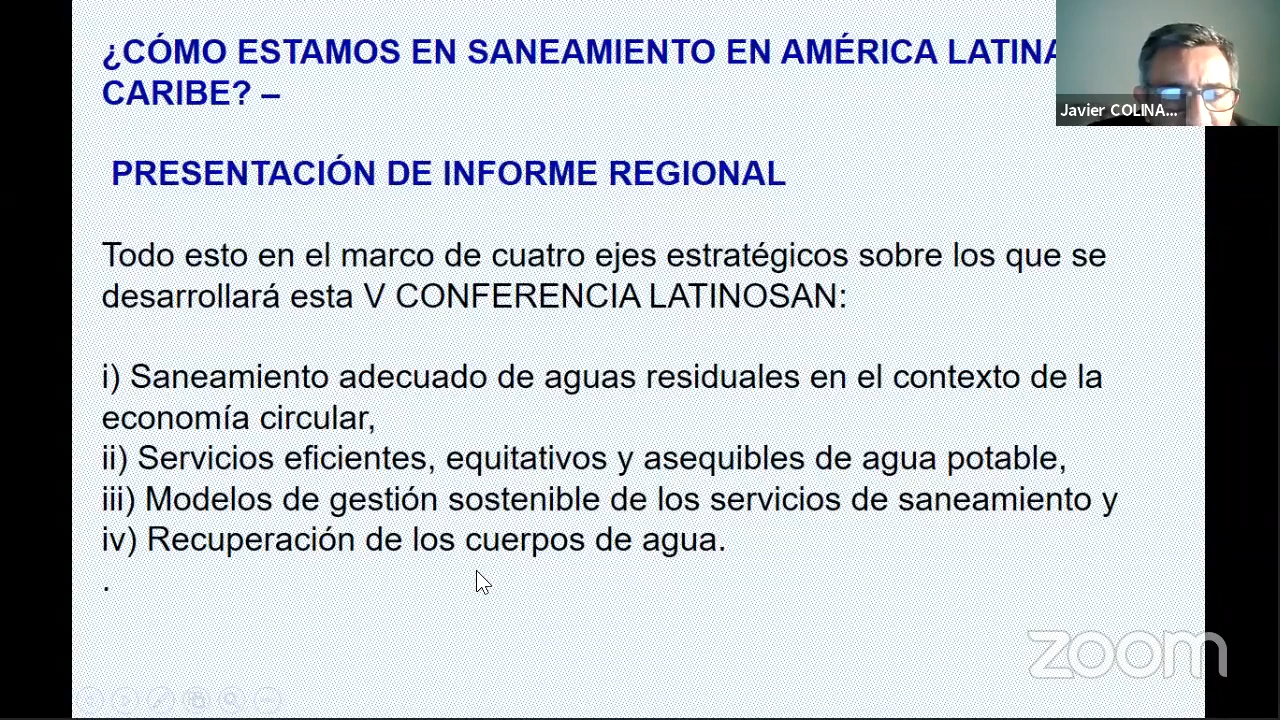 ¿CÓMO ESTAMOS EN SANEAMIENTO EN AMÉRICA LATINA
CARIBE? –
Javier COLINA...
PRESENTACIÓN DE INFORME REGIONAL
Todo esto en el marco de cuatro ejes estratégicos sobre los que se
desarrollará esta V CONFERENCIA LATINOSAN:
i) Saneamiento adecuado de aguas residuales en el contexto de la
economía circular,
ii) Servicios eficientes, equitativos y asequibles de agua potable,
iii) Modelos de gestión sostenible de los servicios de saneamiento y
iv) Recuperación de los cuerpos de agua.
.
zoom